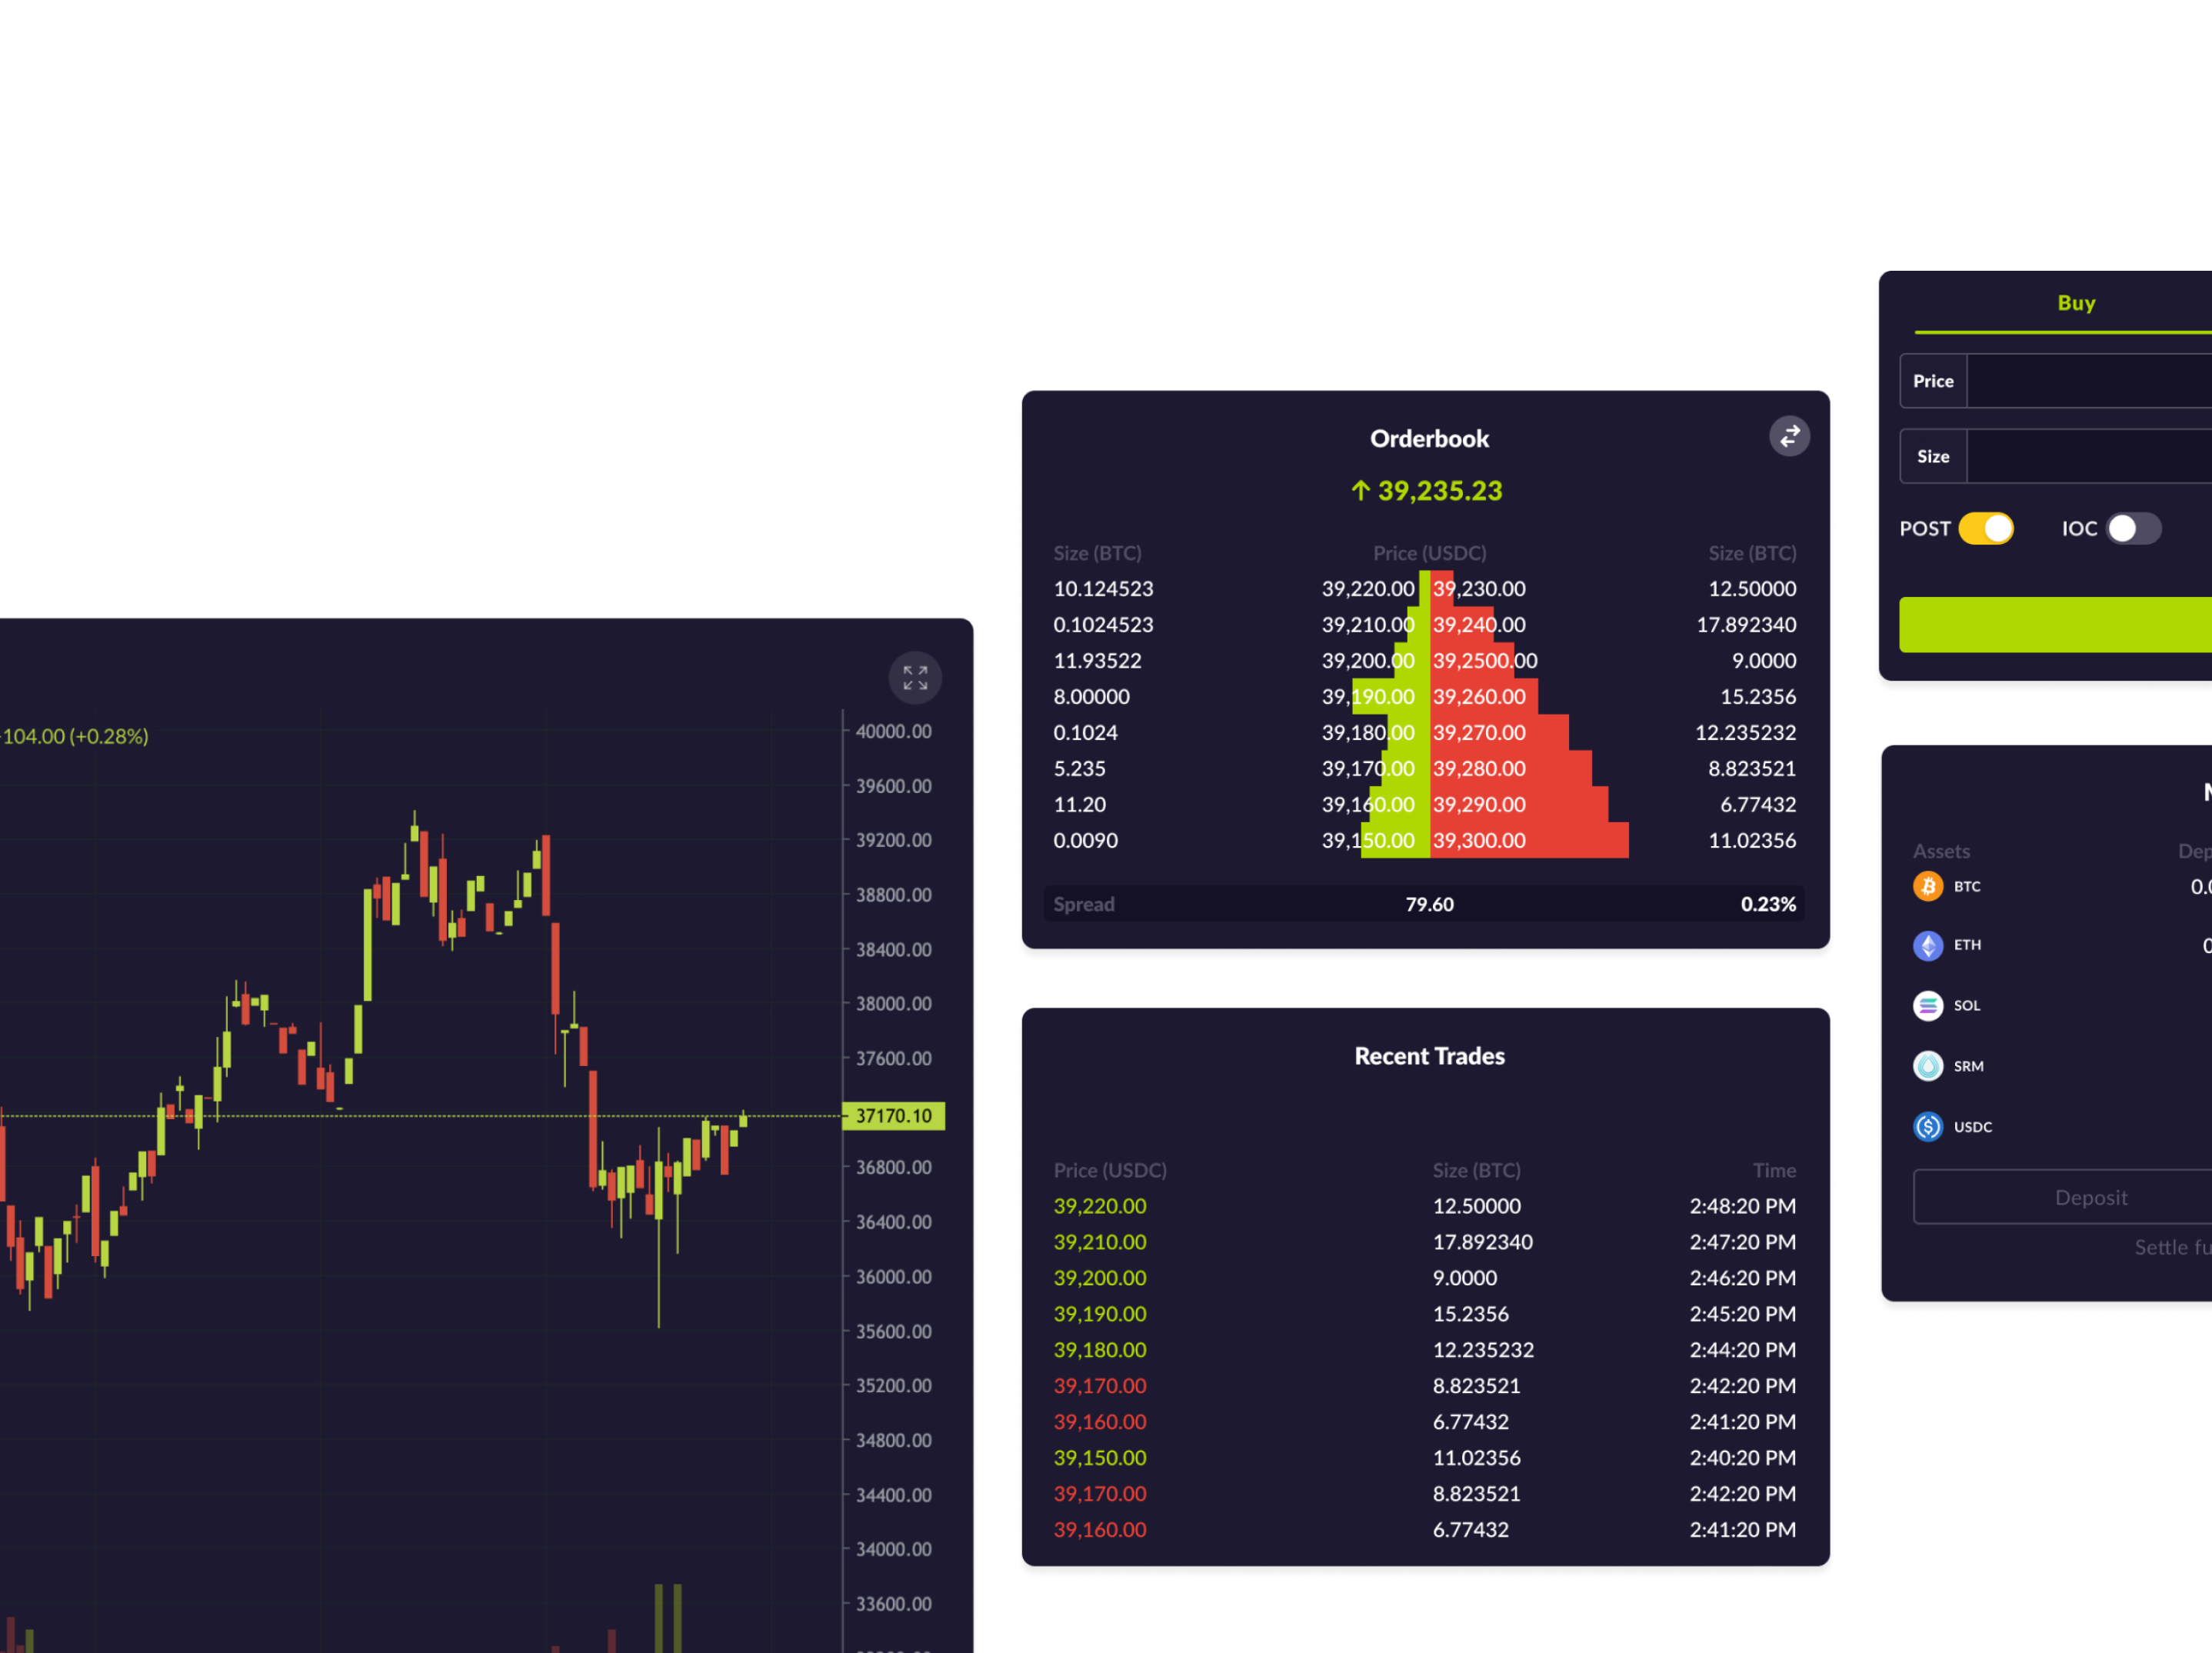 104.00 (+0.28%)
40000.00
39600.00
39200.00
38800.00
38400.00
38000.00
37600.00
37170.10
36800.00
36400.00
36000.00
35600.00
35200.00
34800.00
34400.00
34000.00
33600.00
Orderbook
↑ 39,235.23
Size (BTC) Price (USDC) Size (BTC)
10.124523 39,220.00 39,230.00 12.50000
0.1024523 39,210.00 39,240.00 17.892340
11.93522 39,200.00 39,2500.00 9.0000
8.00000 39,190.00 39,260.00 15.2356
0.1024 39,180.00 39,270.00 12.235232
5.235 39,170.00 39,280.00 8.823521
11.20 39,160.00 39,290.00 6.77432
0.0090 39,150.00 39,300.00 11.02356
Spread 79.60 0.23%
Recent Trades
Price (USDC) Size (BTC) Time
39,220.00 12.50000 2:48:20 PM
39,210.00 17.892340 2:47:20 PM
39,200.00 9.0000 2:46:20 PM
39,190.00 15.2356 2:45:20 PM
39,180.00 12.235232 2:44:20 PM
39,170.00 8.823521 2:42:20 PM
39,160.00 6.77432 2:41:20 PM
39,150.00 11.02356 2:40:20 PM
39,170.00 8.823521 2:42:20 PM
39,160.00 6.77432 2:41:20 PM
Buy
Price
Size
POST IOC
Assets Dep
BTC 0.
ETH
SOL
SRM
USDC
Deposit
Settle fu